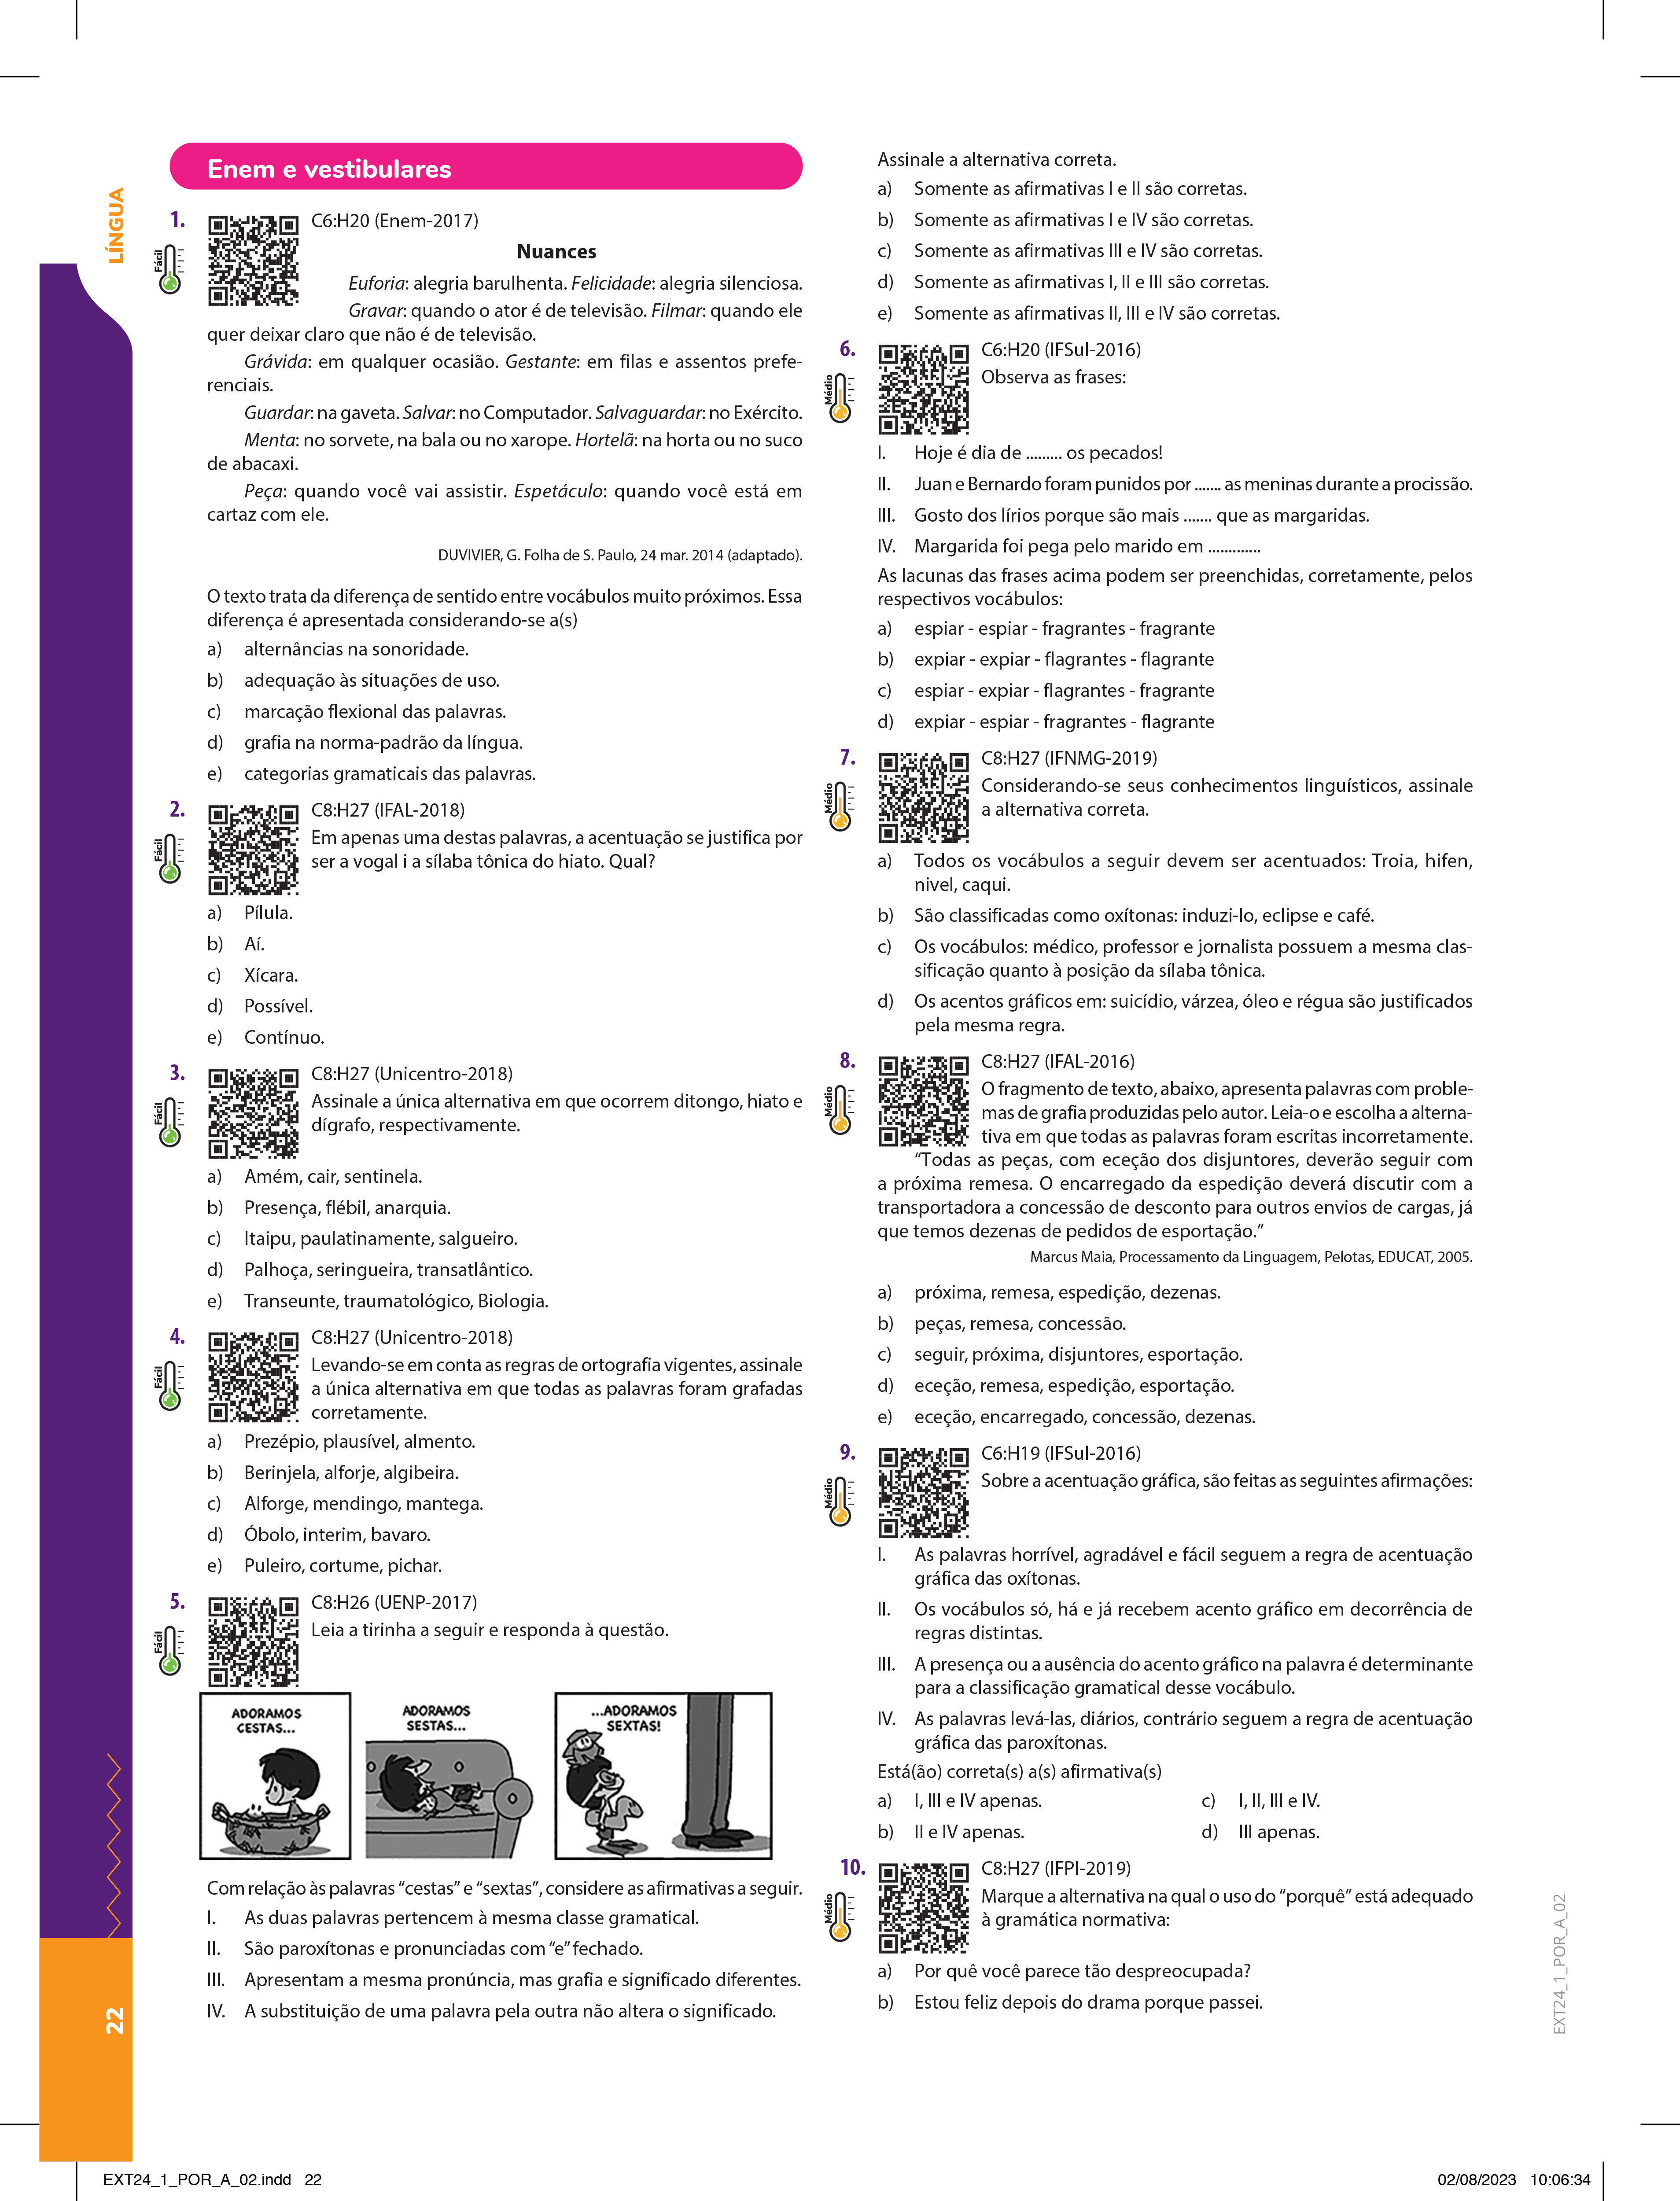 LÍNGUA
Enem e vestibulares
1.
Fácil
C6:H20 (Enem-2017)
Nuances
Euforia: alegria barulhenta. Felicidade: alegria silenciosa.
Gravar: quando o ator é de televisão. Filmar: quando ele
quer deixar claro que não é de televisão.
Grávida: em qualquer ocasião. Gestante: em filas e assentos prefe-
renciais.
Guardar: na gaveta. Salvar: no Computador. Salvaguardar: no Exército.
Menta: no sorvete, na bala ou no xarope. Hortelã: na horta ou no suco
de abacaxi.
Peça: quando você vai assistir. Espetáculo: quando você está em
cartaz com ele.
DUVIVIER, G. Folha de S. Paulo, 24 mar. 2014 (adaptado).
O texto trata da diferença de sentido entre vocábulos muito próximos. Essa
diferença é apresentada considerando-se a(s)
a) alternâncias na sonoridade.
b) adequação às situações de uso.
c) marcação flexional das palavras.
d) grafia na norma-padrão da língua.
e) categorias gramaticais das palavras.
2.
Fácil
C8:H27 (IFAL-2018)
Em apenas uma destas palavras, a acentuação se justifica por
ser a vogal i a sílaba tônica do hiato. Qual?
a) Pílula.
b) Aí.
c) Xícara.
d) Possível.
e) Contínuo.
3.
Fácil
C8:H27 (Unicentro-2018)
Assinale a única alternativa em que ocorrem ditongo, hiato e
dígrafo, respectivamente.
a) Amém, cair, sentinela.
b) Presença, flébil, anarquia.
c) Itaipu, paulatinamente, salgueiro.
d) Palhoça, seringueira, transatlântico.
e) Transeunte, traumatológico, Biologia.
4.
Fácil
C8:H27 (Unicentro-2018)
Levando-se em conta as regras de ortografia vigentes, assinale
a única alternativa em que todas as palavras foram grafadas
corretamente.
a) Prezépio, plausível, almento.
b) Berinjela, alforje, algibeira.
c) Alforge, mendingo, mantega.
d) Óbolo, interim, bavaro.
e) Puleiro, cortume, pichar.
5.
Fácil
C8:H26 (UENP-2017)
Leia a tirinha a seguir e responda à questão.
ADORAMOS
CESTAS...
ADORAMOS
SESTAS...
...ADORAMOS
SEXTAS!
Com relação às palavras “cestas” e “sextas”, considere as afirmativas a seguir.
I. As duas palavras pertencem à mesma classe gramatical.
II. São paroxítonas e pronunciadas com “e” fechado.
III. Apresentam a mesma pronúncia, mas grafia e significado diferentes.
IV. A substituição de uma palavra pela outra não altera o significado.
Assinale a alternativa correta.
a) Somente as afirmativas I e II são corretas.
b) Somente as afirmativas I e IV são corretas.
c) Somente as afirmativas III e IV são corretas.
d) Somente as afirmativas I, II e III são corretas.
e) Somente as afirmativas II, III e IV são corretas.
6.
Médio
C6:H20 (IFSul-2016)
Observa as frases:
I. Hoje é dia de ......... os pecados!
II. Juan e Bernardo foram punidos por ....... as meninas durante a procissão.
III. Gosto dos lírios porque são mais ....... que as margaridas.
IV. Margarida foi pega pelo marido em .............
As lacunas das frases acima podem ser preenchidas, corretamente, pelos
respectivos vocábulos:
a) espiar - espiar - fragrantes - fragrante
b) expiar - expiar - flagrantes - flagrante
c) espiar - expiar - flagrantes - fragrante
d) expiar - espiar - fragrantes - flagrante
7.
Médio
C8:H27 (IFNMG-2019)
Considerando-se seus conhecimentos linguísticos, assinale
a alternativa correta.
a) Todos os vocábulos a seguir devem ser acentuados: Troia, hifen,
nivel, caqui.
b) São classificadas como oxítonas: induzi-lo, eclipse e café.
c) Os vocábulos: médico, professor e jornalista possuem a mesma clas-
sificação quanto à posição da sílaba tônica.
d) Os acentos gráficos em: suicídio, várzea, óleo e régua são justificados
pela mesma regra.
8.
Médio
C8:H27 (IFAL-2016)
O fragmento de texto, abaixo, apresenta palavras com proble-
mas de grafia produzidas pelo autor. Leia-o e escolha a alterna-
tiva em que todas as palavras foram escritas incorretamente.
“Todas as peças, com eceção dos disjuntores, deverão seguir com
a próxima remesa. O encarregado da espedição deverá discutir com a
transportadora a concessão de desconto para outros envios de cargas, já
que temos dezenas de pedidos de esportação.”
Marcus Maia, Processamento da Linguagem, Pelotas, EDUCAT, 2005.
a) próxima, remesa, espedição, dezenas.
b) peças, remesa, concessão.
c) seguir, próxima, disjuntores, esportação.
d) eceção, remesa, espedição, esportação.
e) eceção, encarregado, concessão, dezenas.
9.
Médio
C6:H19 (IFSul-2016)
Sobre a acentuação gráfica, são feitas as seguintes afirmações:
I. As palavras horrível, agradável e fácil seguem a regra de acentuação
gráfica das oxítonas.
II. Os vocábulos só, há e já recebem acento gráfico em decorrência de
regras distintas.
III. A presença ou a ausência do acento gráfico na palavra é determinante
para a classificação gramatical desse vocábulo.
IV. As palavras levá-las, diários, contrário seguem a regra de acentuação
gráfica das paroxítonas.
Está(ão) correta(s) a(s) afirmativa(s)
a) I, III e IV apenas.
b) II e IV apenas.
c) I, II, III e IV.
d) III apenas.
10.
Médio
C8:H27 (IFPI-2019)
Marque a alternativa na qual o uso do “porquê” está adequado
à gramática normativa:
a) Por quê você parece tão despreocupada?
b) Estou feliz depois do drama porque passei.
22
EXT24_1_POR_A_02
EXT24_1_POR_A_02.indd 22
02/08/2023 10:06:34